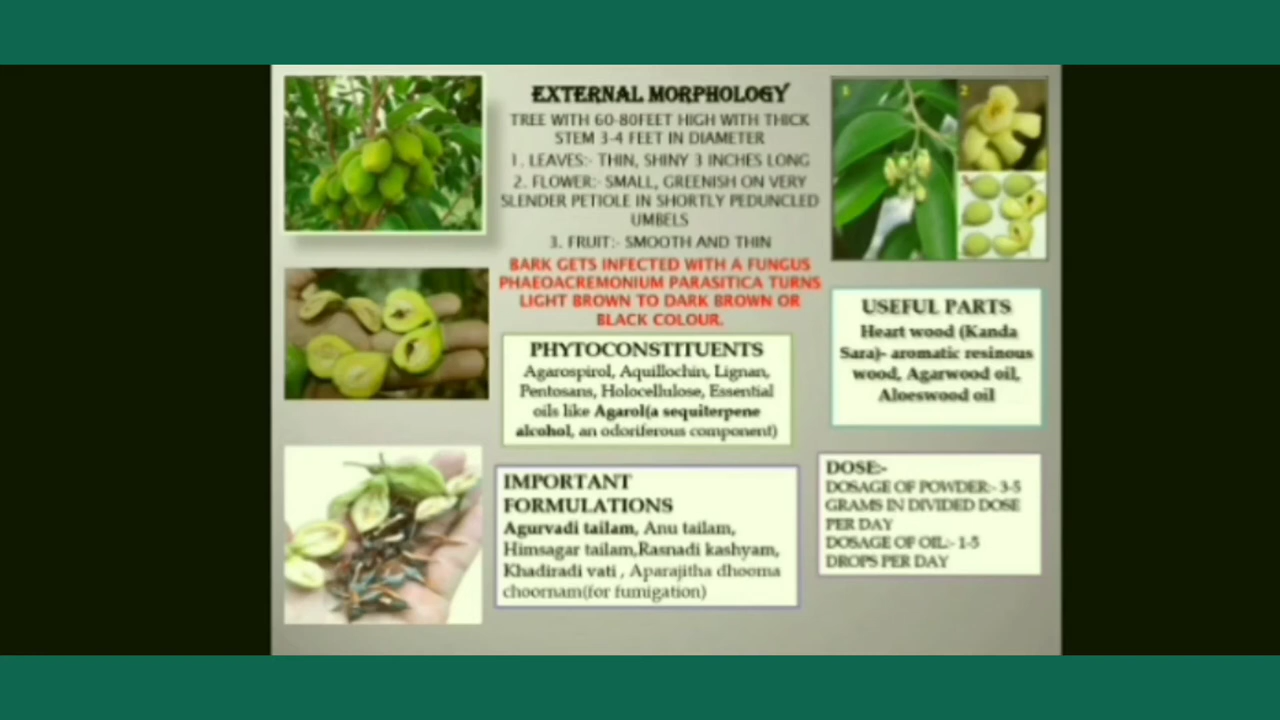 EXTERNAL MORPHOLOGY
TREE WITH 60-80FEET HIGH WITH THICK
STEM 3-4 FEET IN DIAMETER
1. LEAVES:- THIN, SHINY 3 INCHES LONG
2. FLOWER:- SMALL, GREENISH ON VERY
SLENDER PETIOLE IN SHORTLY PEDUNCLED
UMBELS
3. FRUIT:- SMOOTH AND THIN
BARK GETS INFECTED WITH A FUNGUS
PHAEOACREMONIUM PARASITICA TURNS
LIGHT BROWN TO DARK BROWN OR
BLACK COLOUR.
PHYTOCONSTITUENTS
Agarospirol, Aquillochin, Lignan,
Pentosans, Holocellulose, Essential
oils like Agarol(a sequiterpene
alcohol, an odoriferous component)
IMPORTANT
FORMULATIONS
Agurvadi tailam, Anu tailam,
Himsagar tailam,Rasnadi kashyam,
Khadiradi vati , Aparajitha dhooma
choornam(for fumigation)
1
2
USEFUL PARTS
Heart wood (Kanda
Sara)- aromatic resinous
wood, Agarwood oil,
Aloeswood oil
DOSE:-
DOSAGE OF POWDER:- 3-5
GRAMS IN DIVIDED DOSE
PER DAY
DOSAGE OF OIL:- 1-5
DROPS PER DAY